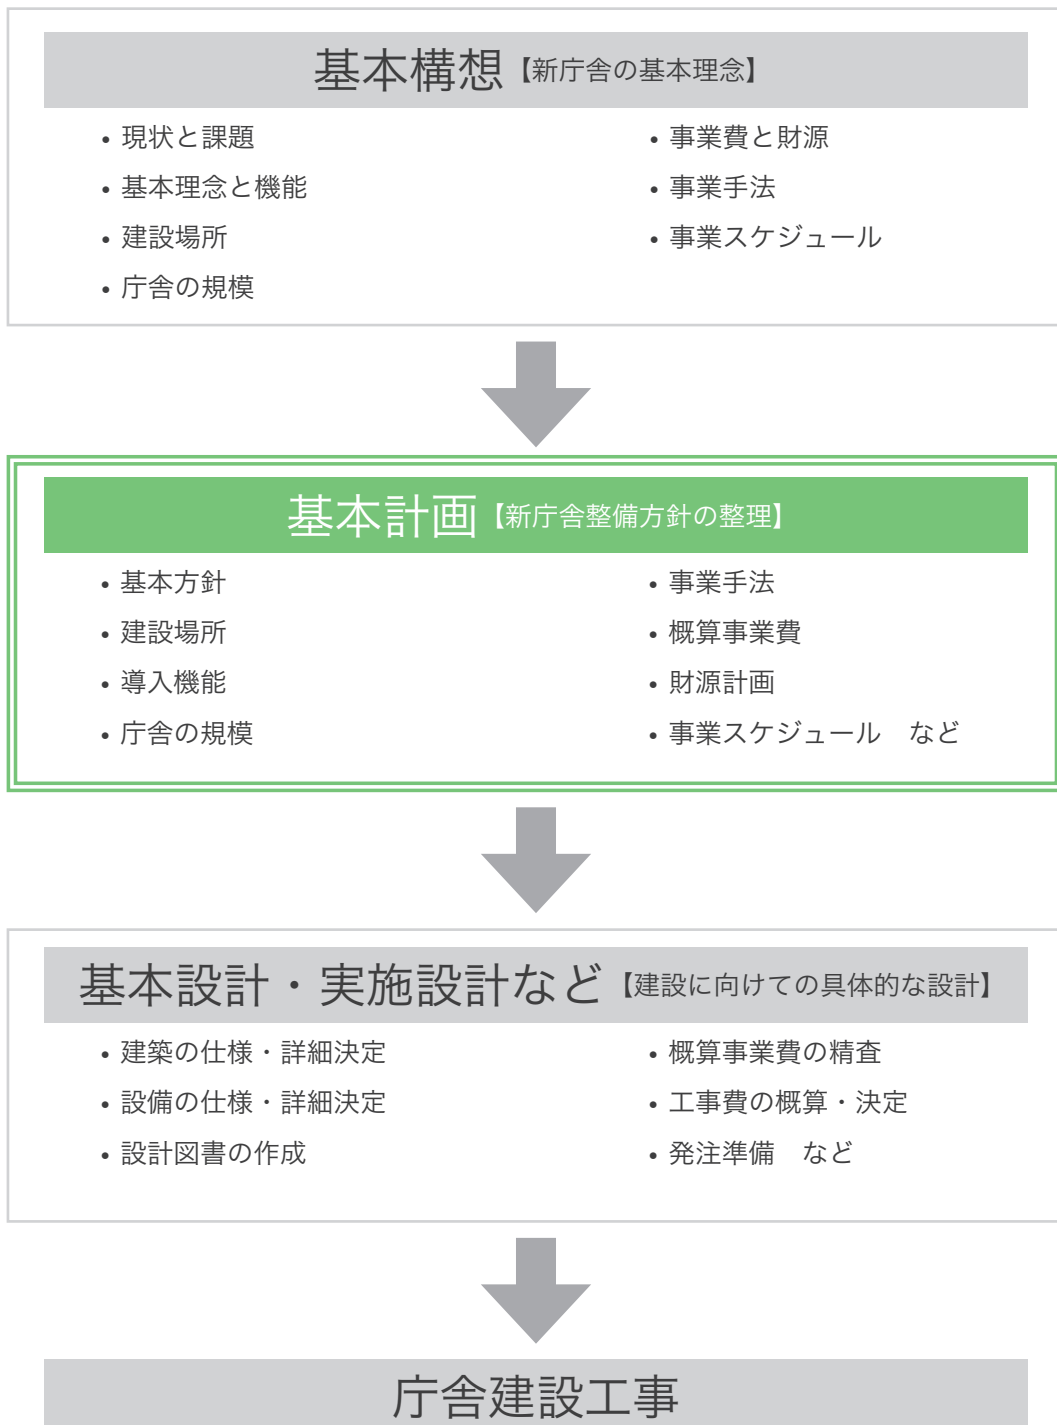 基本構想【新庁舎の基本理念】
• 現状と課題
• 基本理念と機能
• 建設場所
• 庁舎の規模
• 事業費と財源
• 事業手法
• 事業スケジュール
基本計画【新庁舎整備方針の整理】
• 基本方針
• 建設場所
• 導入機能
• 庁舎の規模
• 事業手法
• 概算事業費
• 財源計画
• 事業スケジュール　など
基本設計・実施設計など【建設に向けての具体的な設計】
• 建築の仕様・詳細決定
• 設備の仕様・詳細決定
• 設計図書の作成
• 概算事業費の精査
• 工事費の概算・決定
• 発注準備　など
庁舎建設工事